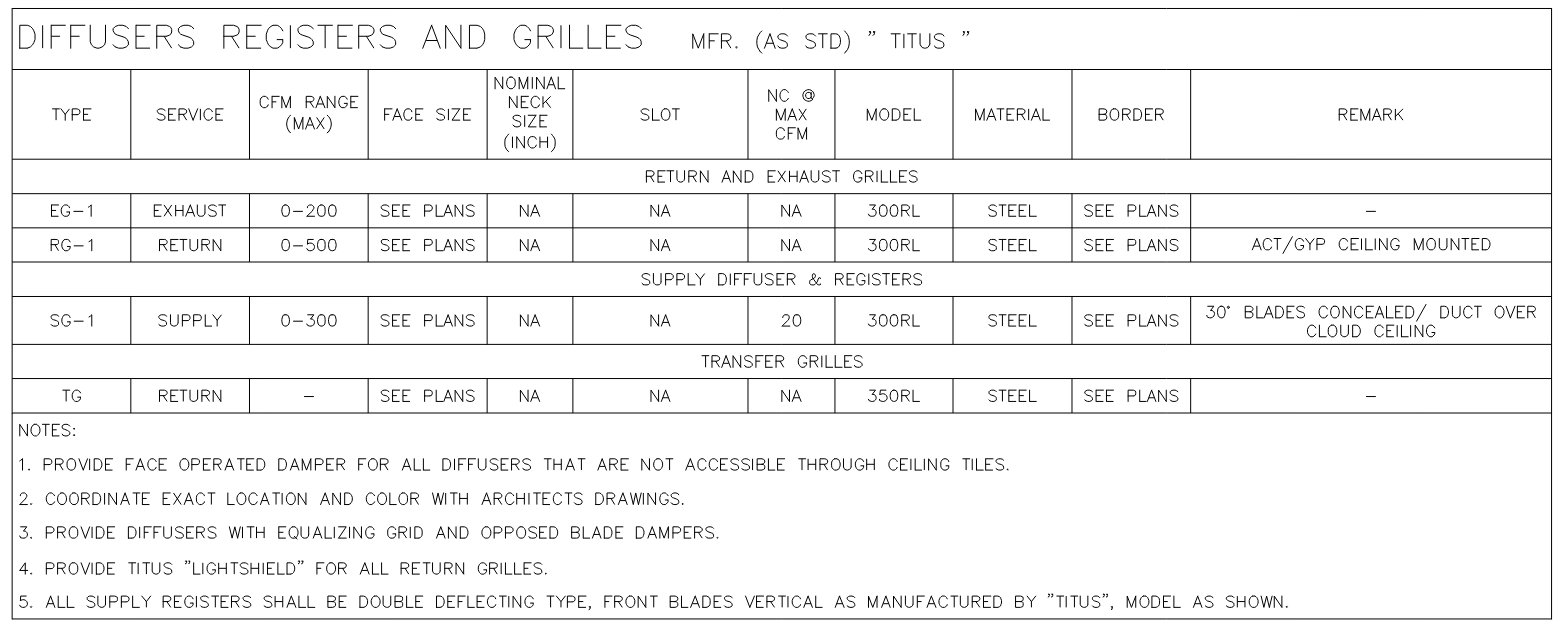 DIFFUSERS REGISTERS AND GRILLES MFR. (AS STD) " TITUS "
TYPE SERVICE CFM RANGE (MAX) FACE SIZE NOMINAL NECK SIZE (INCH) SLOT NC @ MAX CFM MODEL MATERIAL BORDER REMARK
RETURN AND EXHAUST GRILLES
EG-1 EXHAUST 0-200 SEE PLANS NA NA NA 300RL STEEL SEE PLANS -
RG-1 RETURN 0-500 SEE PLANS NA NA NA 300RL STEEL SEE PLANS ACT/GYP CEILING MOUNTED
SUPPLY DIFFUSER & REGISTERS
SG-1 SUPPLY 0-300 SEE PLANS NA NA 20 300RL STEEL SEE PLANS 30° BLADES CONCEALED/ DUCT OVER CLOUD CEILING
TRANSFER GRILLES
TG RETURN - SEE PLANS NA NA NA 350RL STEEL SEE PLANS -
NOTES:
1. PROVIDE FACE OPERATED DAMPER FOR ALL DIFFUSERS THAT ARE NOT ACCESSIBLE THROUGH CEILING TILES.
2. COORDINATE EXACT LOCATION AND COLOR WITH ARCHITECTS DRAWINGS.
3. PROVIDE DIFFUSERS WITH EQUALIZING GRID AND OPPOSED BLADE DAMPERS.
4. PROVIDE TITUS "LIGHTSHIELD" FOR ALL RETURN GRILLES.
5. ALL SUPPLY REGISTERS SHALL BE DOUBLE DEFLECTING TYPE, FRONT BLADES VERTICAL AS MANUFACTURED BY "TITUS", MODEL AS SHOWN.